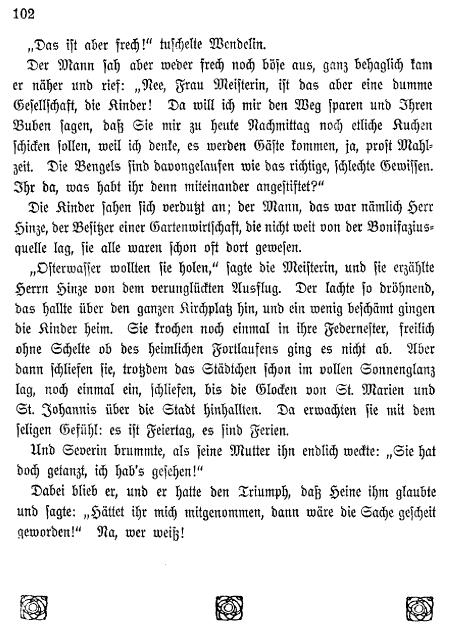 102
„Das ist aber frech!“ tuschelte Wendelin.
Der Mann sah aber weder frech noch böse aus, ganz behaglich kam
er näher und rief: „Nee, Frau Meisterin, ist das aber eine dumme
Gesellschaft, die Kinder! Da will ich mir den Weg sparen und Ihren
Buben sagen, daß Sie mir zu heute Nachmittag noch etliche Kuchen
schicken sollen, weil ich denke, es werden Gäste kommen, ja, prost Mahl-
zeit. Die Bengels sind davongelaufen wie das richtige, schlechte Gewissen.
Ihr da, was habt ihr denn miteinander angestiftet?“
Die Kinder sahen sich verdutzt an; der Mann, das war nämlich Herr
Hinze, der Besitzer einer Gartenwirtschaft, die nicht weit von der Bonifazius-
quelle lag, sie alle waren schon oft dort gewesen.
„Osterwasser wollten sie holen,“ sagte die Meisterin, und sie erzählte
Herrn Hinze von dem verunglückten Ausflug. Der lachte so dröhnend,
das hallte über den ganzen Kirchplatz hin, und ein wenig beschämt gingen
die Kinder heim. Sie krochen noch einmal in ihre Federnester, freilich
ohne Schelte ob des heimlichen Fortlaufens ging es nicht ab. Aber
dann schliefen sie, trotzdem das Städtchen schon im vollen Sonnenglanz
lag, noch einmal ein, schliefen, bis die Glocken von St. Marien und
St. Johannis über die Stadt hinhallten. Da erwachten sie mit dem
seligen Gefühl: es ist Feiertag, es sind Ferien.
Und Severin brummte, als seine Mutter ihn endlich weckte: „Sie hat
doch getanzt, ich hab's gesehen!“
Dabei blieb er, und er hatte den Triumph, daß Heine ihm glaubte
und sagte: „Hättet ihr mich mitgenommen, dann wäre die Sache gescheit
geworden!“ Na, wer weiß!